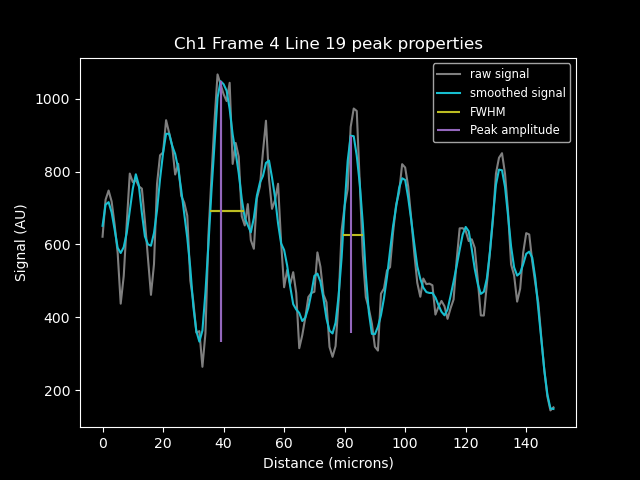 Ch1 Frame 4 Line 19 peak properties
raw signal
smoothed signal
FWHM
Peak amplitude
Signal (AU)
1000
800
600
400
200
0 20 40 60 80 100 120 140
Distance (microns)